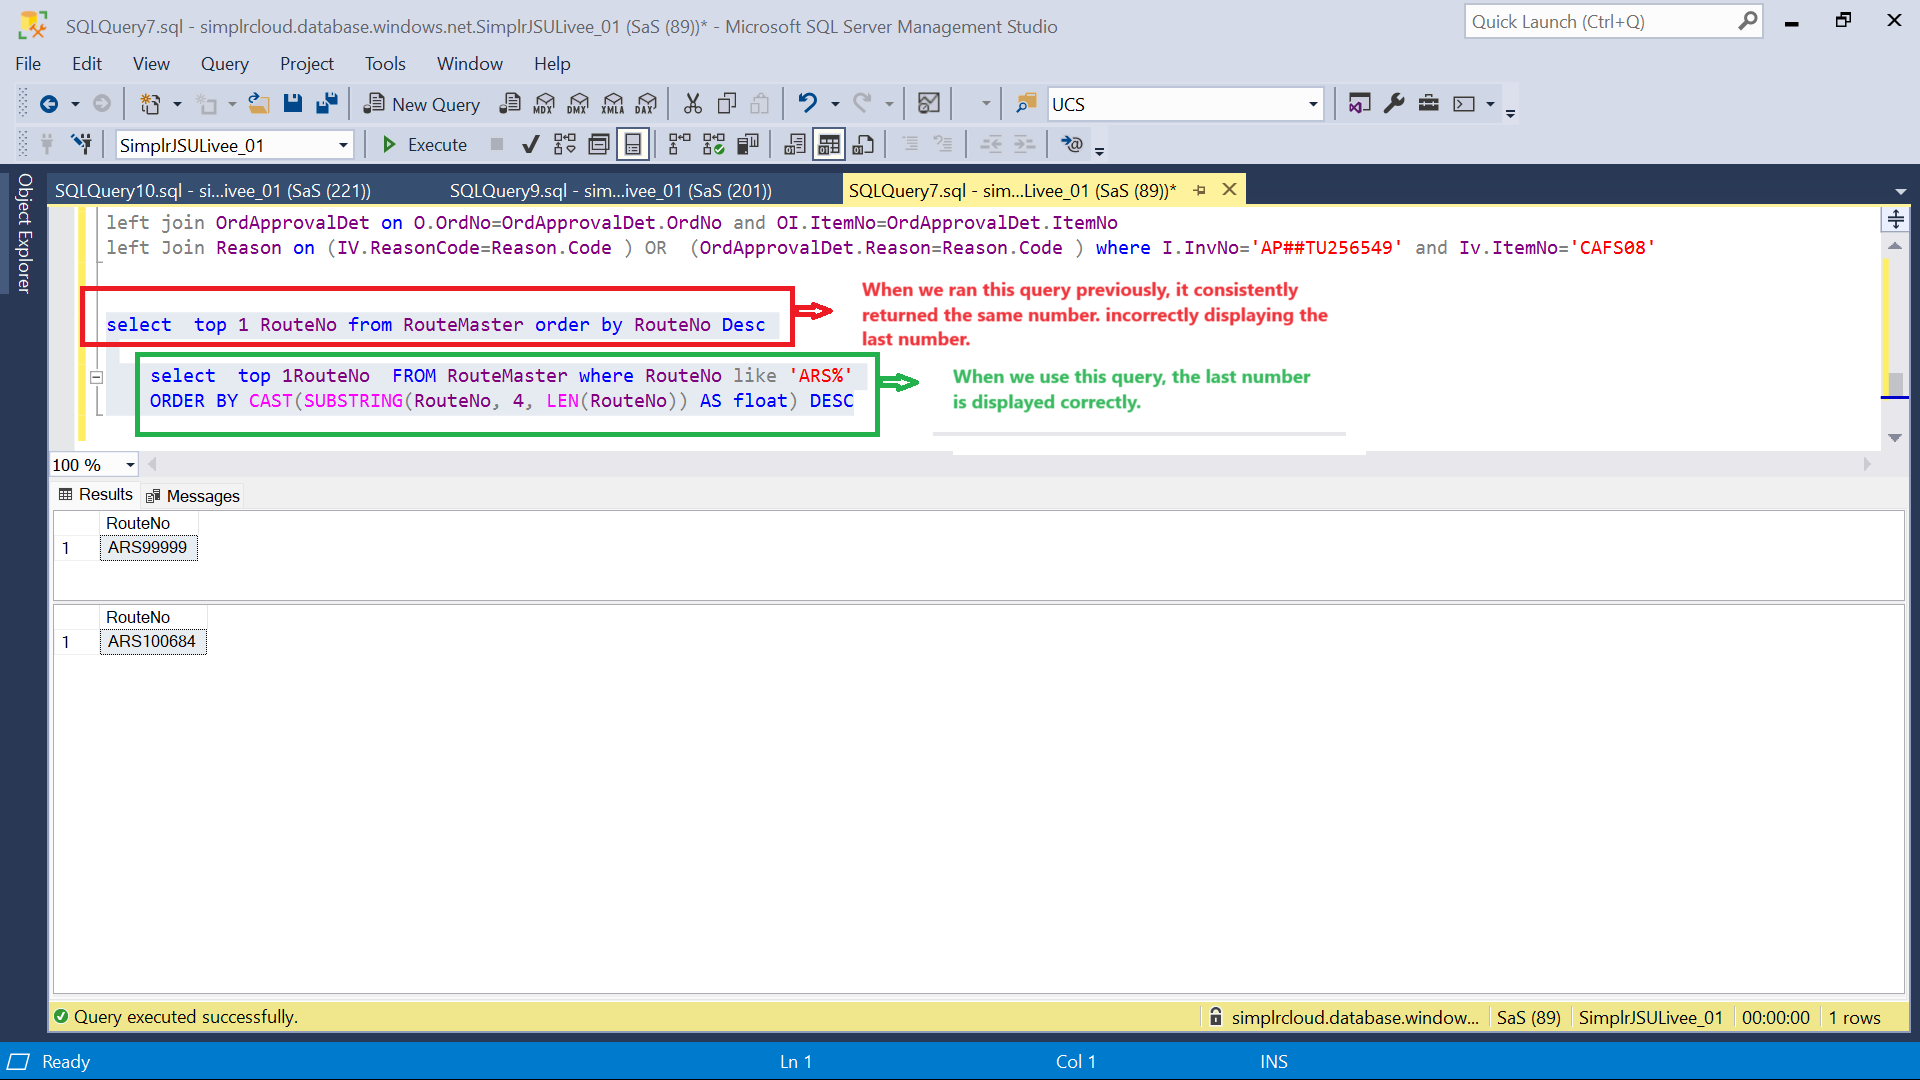 SQLQuery7.sql - simplrcloud.database.windows.net.SimplrJSULivee_01 (SaS (89))* - Microsoft SQL Server Management Studio
Quick Launch (Ctrl+Q)
File Edit View Query Project Tools Window Help
New Query MDX DMX XMLA DAX UCS
SimplrJSULivee_01 Execute
Object Explorer
SQLQuery10.sql - si...ivee_01 (SaS (221)) SQLQuery9.sql - sim...ivee_01 (SaS (201)) SQLQuery7.sql - sim...Livee_01 (SaS (89))*
left join OrdApprovalDet on O.OrdNo=OrdApprovalDet.OrdNo and OI.ItemNo=OrdApprovalDet.ItemNo
left Join Reason on (IV.ReasonCode=Reason.Code ) OR (OrdApprovalDet.Reason=Reason.Code ) where I.InvNo='AP##TU256549' and Iv.ItemNo='CAFS08'
select top 1 RouteNo from RouteMaster order by RouteNo Desc
When we ran this query previously, it consistently
returned the same number. incorrectly displaying the
last number.
select top 1RouteNo FROM RouteMaster where RouteNo like 'ARS%'
ORDER BY CAST(SUBSTRING(RouteNo, 4, LEN(RouteNo)) AS float) DESC
When we use this query, the last number
is displayed correctly.
100 %
Results Messages
RouteNo
1 ARS99999
RouteNo
1 ARS100684
Query executed successfully. simplrcloud.database.window... SaS (89) SimplrJSULivee_01 00:00:00 1 rows
Ready Ln 1 Col 1 INS